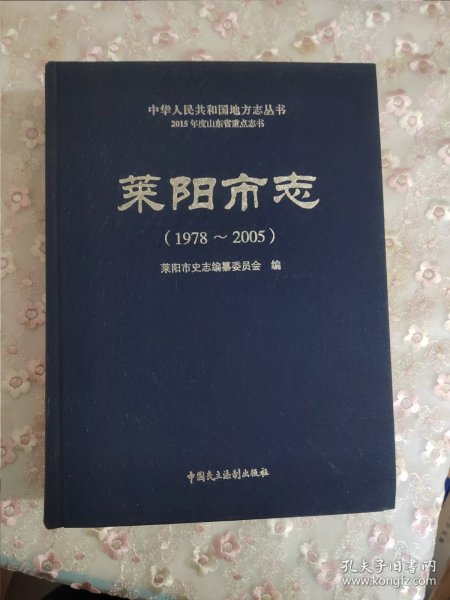 中华人民共和国地方志丛书
2015年度山东省重点志书
莱阳市志
(1978～2005)
莱阳市史志编纂委员会 编
中国民主法制出版社
孔夫子旧书网
www.kongfz.com